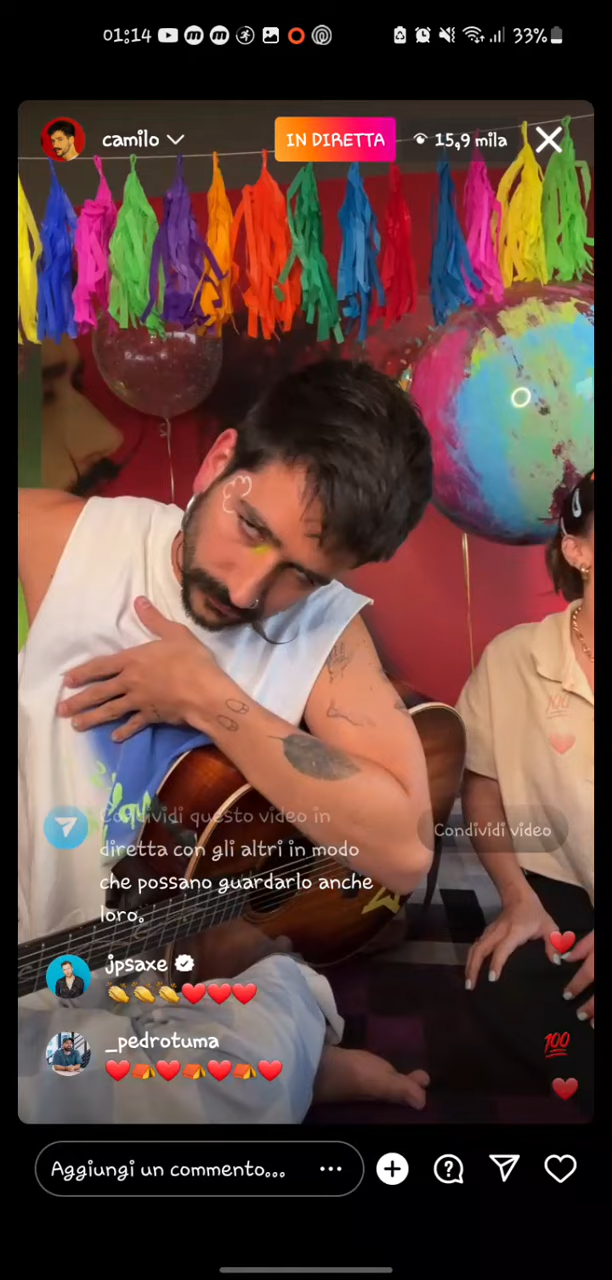 01:14
33%
camilo
IN DIRETTA
15,9 mila
Condividi questo video in
diretta con gli altri in modo
che possano guardarlo anche
loro.
Condividi video
jpsaxe
👏👏👏❤️❤️❤️
_pedrotuma
❤️⛺❤️⛺❤️⛺❤️
💯
Aggiungi un commento...